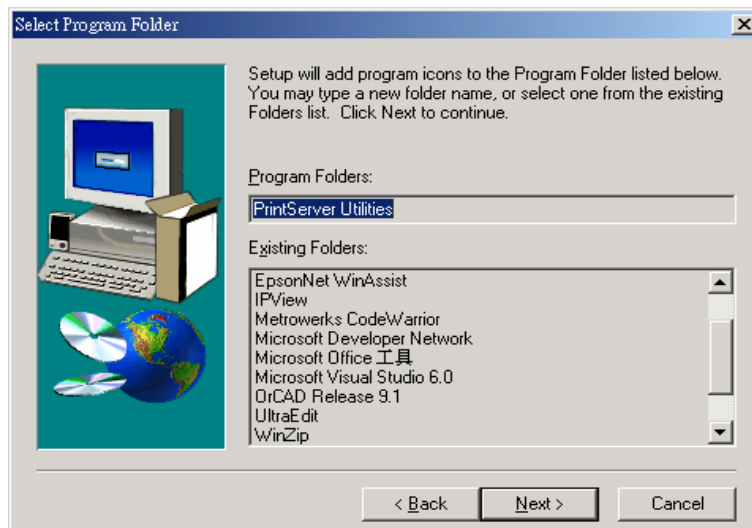 Select Program Folder
Setup will add program icons to the Program Folder listed below.
You may type a new folder name, or select one from the existing
Folders list.  Click Next to continue.
Program Folders:
PrintServer Utilities
Existing Folders:
EpsonNet WinAssist
IPView
Metrowerks CodeWarrior
Microsoft Developer Network
Microsoft Office 工具
Microsoft Visual Studio 6.0
OrCAD Release 9.1
UltraEdit
WinZip
< Back
Next >
Cancel